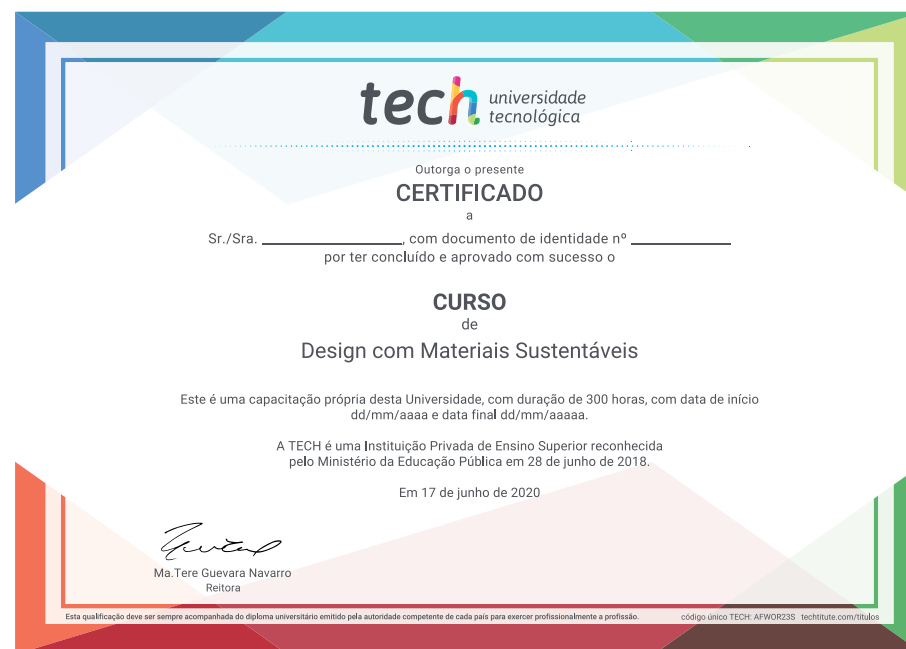 tech universidade
tecnológica
Outorga o presente
CERTIFICADO
a
Sr./Sra. ________________, com documento de identidade nº ____________
por ter concluído e aprovado com sucesso o
CURSO
de
Design com Materiais Sustentáveis
Este é uma capacitação própria desta Universidade, com duração de 300 horas, com data de início
dd/mm/aaaa e data final dd/mm/aaaaa.
A TECH é uma Instituição Privada de Ensino Superior reconhecida
pelo Ministério da Educação Pública em 28 de junho de 2018.
Em 17 de junho de 2020
Ma.Tere Guevara Navarro
Reitora
Esta qualificação deve ser sempre acompanhada do diploma universitário emitido pela autoridade competente de cada país para exercer profissionalmente a profissão. código único TECH: AFWOR23S techtitute.com/titulos